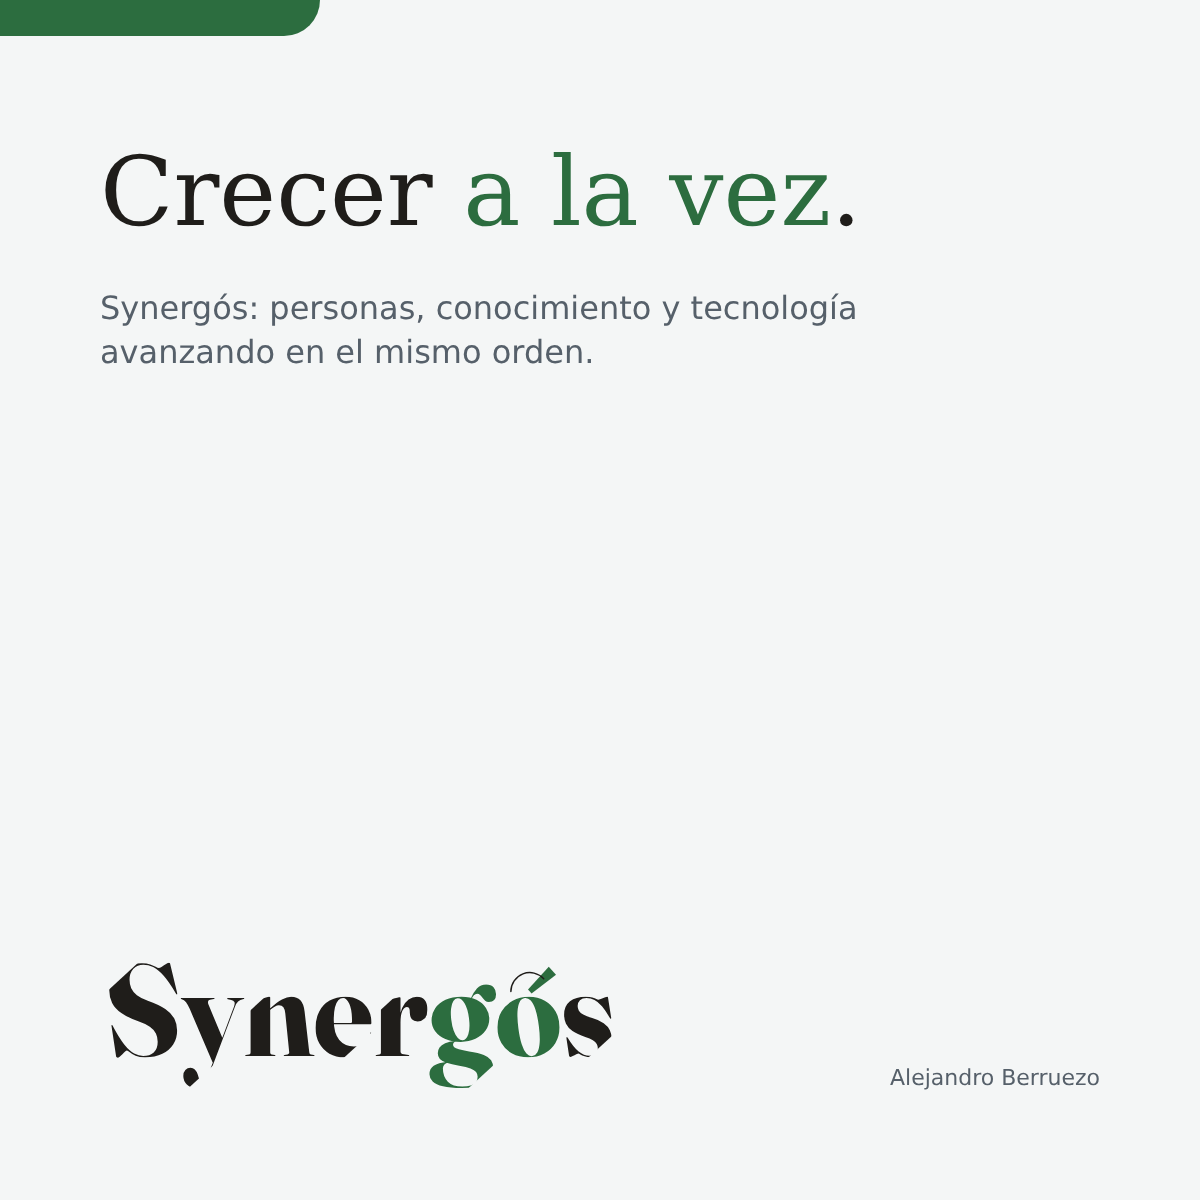 Crecer a la vez.
Synergós: personas, conocimiento y tecnología
avanzando en el mismo orden.
Synergós
Alejandro Berruezo